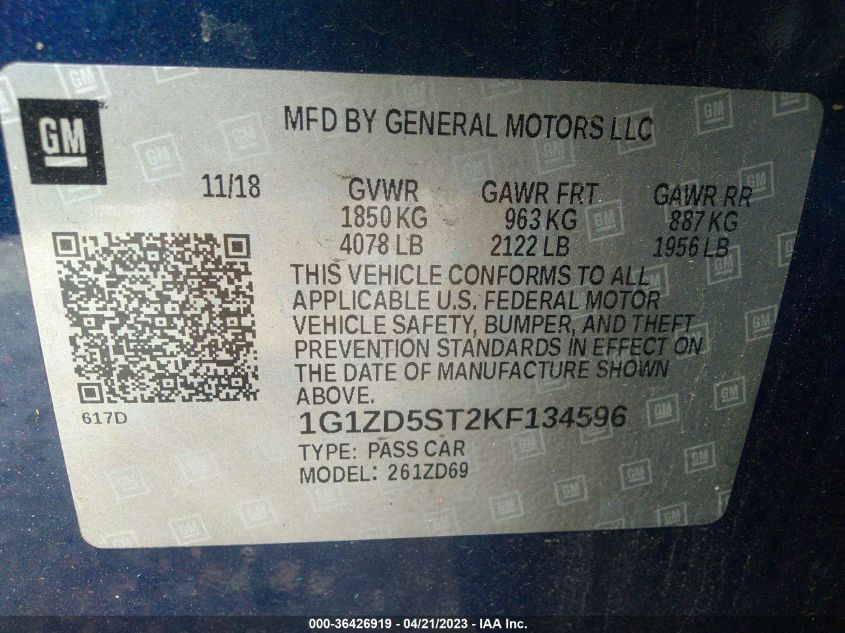 GM
MFD BY GENERAL MOTORS LLC
11/18 GVWR GAWR FRT GAWR RR
1850 KG 963 KG 887 KG
4078 LB 2122 LB 1956 LB
THIS VEHICLE CONFORMS TO ALL
APPLICABLE U.S. FEDERAL MOTOR
VEHICLE SAFETY, BUMPER, AND THEFT
PREVENTION STANDARDS IN EFFECT ON
THE DATE OF MANUFACTURE SHOWN
ABOVE.
617D
1G1ZD5ST2KF134596
TYPE: PASS CAR
MODEL: 261ZD69
000-36426919 - 04/21/2023 - IAA Inc.